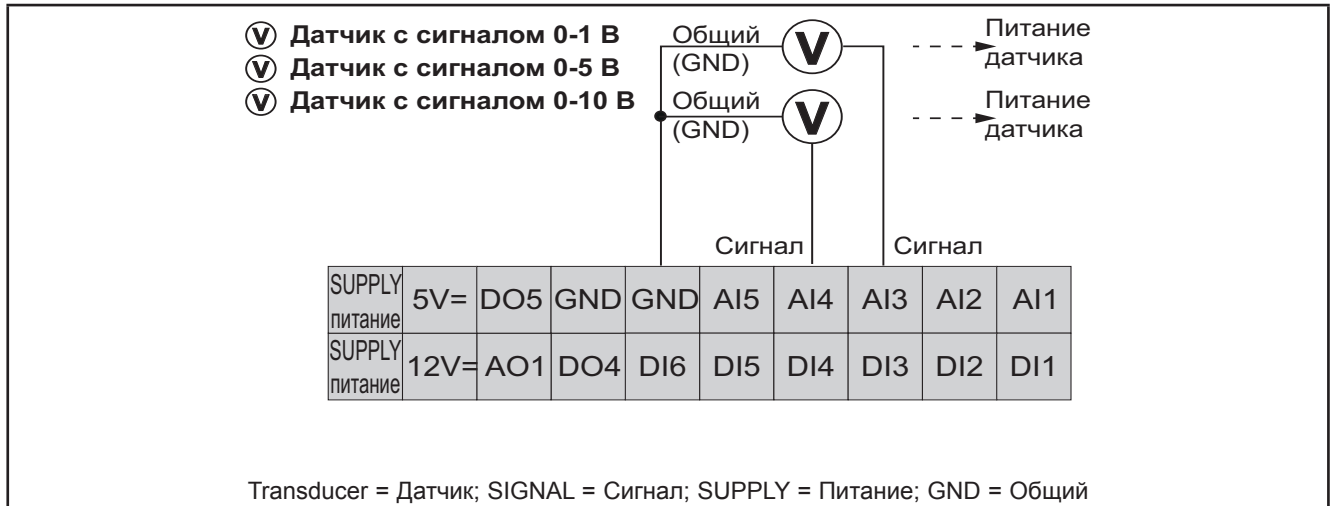 V Датчик с сигналом 0-1 В
V Датчик с сигналом 0-5 В
V Датчик с сигналом 0-10 В
Общий
(GND)
V
Питание
датчика
Общий
(GND)
V
Питание
датчика
Сигнал
Сигнал
SUPPLY
питание
5V= DO5 GND GND AI5 AI4 AI3 AI2 AI1
SUPPLY
питание
12V= AO1 DO4 DI6 DI5 DI4 DI3 DI2 DI1
Transducer = Датчик; SIGNAL = Сигнал; SUPPLY = Питание; GND = Общий